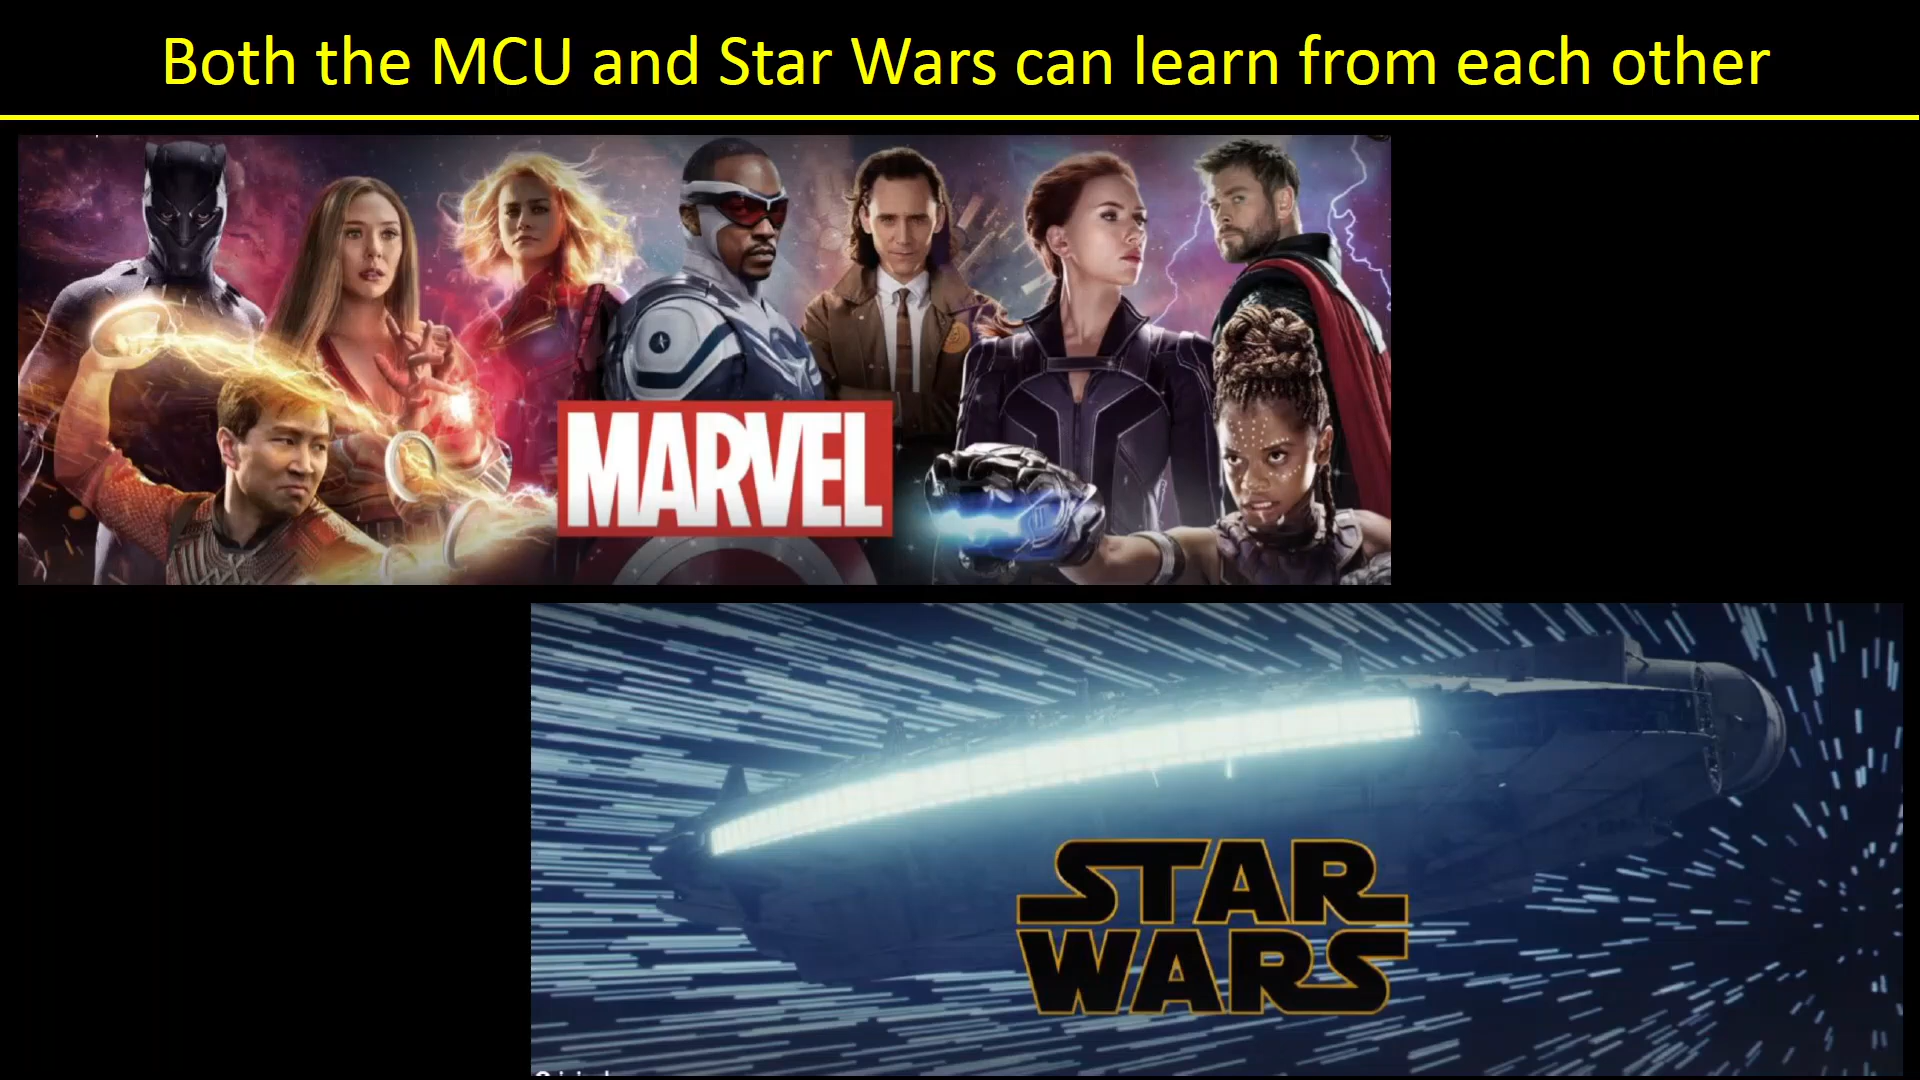 Both the MCU and Star Wars can learn from each other
MARVEL
STAR
WARS